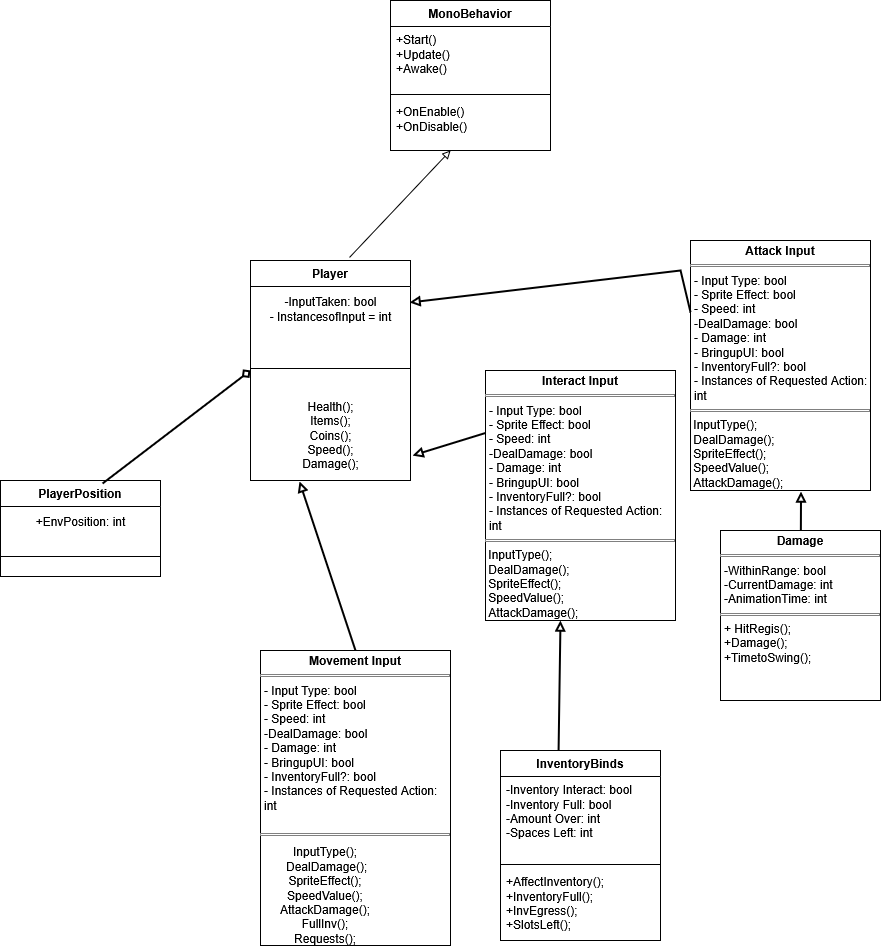 MonoBehavior
+Start()
+Update()
+Awake()
+OnEnable()
+OnDisable()
Player
-InputTaken: bool
- InstancesofInput = int
Health();
Items();
Coins();
Speed();
Damage();
Attack Input
- Input Type: bool
- Sprite Effect: bool
- Speed: int
-DealDamage: bool
- Damage: int
- BringupUI: bool
- InventoryFull?: bool
- Instances of Requested Action:
int
InputType();
DealDamage();
SpriteEffect();
SpeedValue();
AttackDamage();
Interact Input
- Input Type: bool
- Sprite Effect: bool
- Speed: int
-DealDamage: bool
- Damage: int
- BringupUI: bool
- InventoryFull?: bool
- Instances of Requested Action:
int
InputType();
DealDamage();
SpriteEffect();
SpeedValue();
AttackDamage();
PlayerPosition
+EnvPosition: int
Damage
-WithinRange: bool
-CurrentDamage: int
-AnimationTime: int
+ HitRegis();
+Damage();
+TimetoSwing();
Movement Input
- Input Type: bool
- Sprite Effect: bool
- Speed: int
-DealDamage: bool
- Damage: int
- BringupUI: bool
- InventoryFull?: bool
- Instances of Requested Action:
int
InputType();
DealDamage();
SpriteEffect();
SpeedValue();
AttackDamage();
FullInv();
Requests();
InventoryBinds
-Inventory Interact: bool
-Inventory Full: bool
-Amount Over: int
-Spaces Left: int
+AffectInventory();
+InventoryFull();
+InvEgress();
+SlotsLeft();